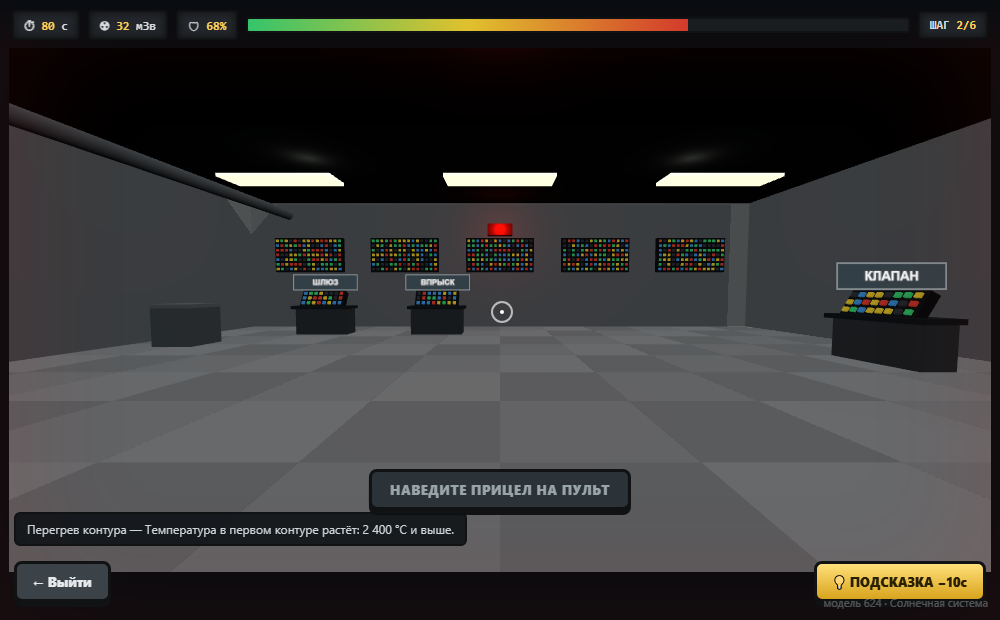 80 с
32 мЗв
68%
ШАГ 2/6
ШЛЮЗ
ВПРЫСК
КЛАПАН
НАВЕДИТЕ ПРИЦЕЛ НА ПУЛЬТ
Перегрев контура — Температура в первом контуре растёт: 2 400 °C и выше.
← Выйти
ПОДСКАЗКА −10с
модель 624 · Солнечная система